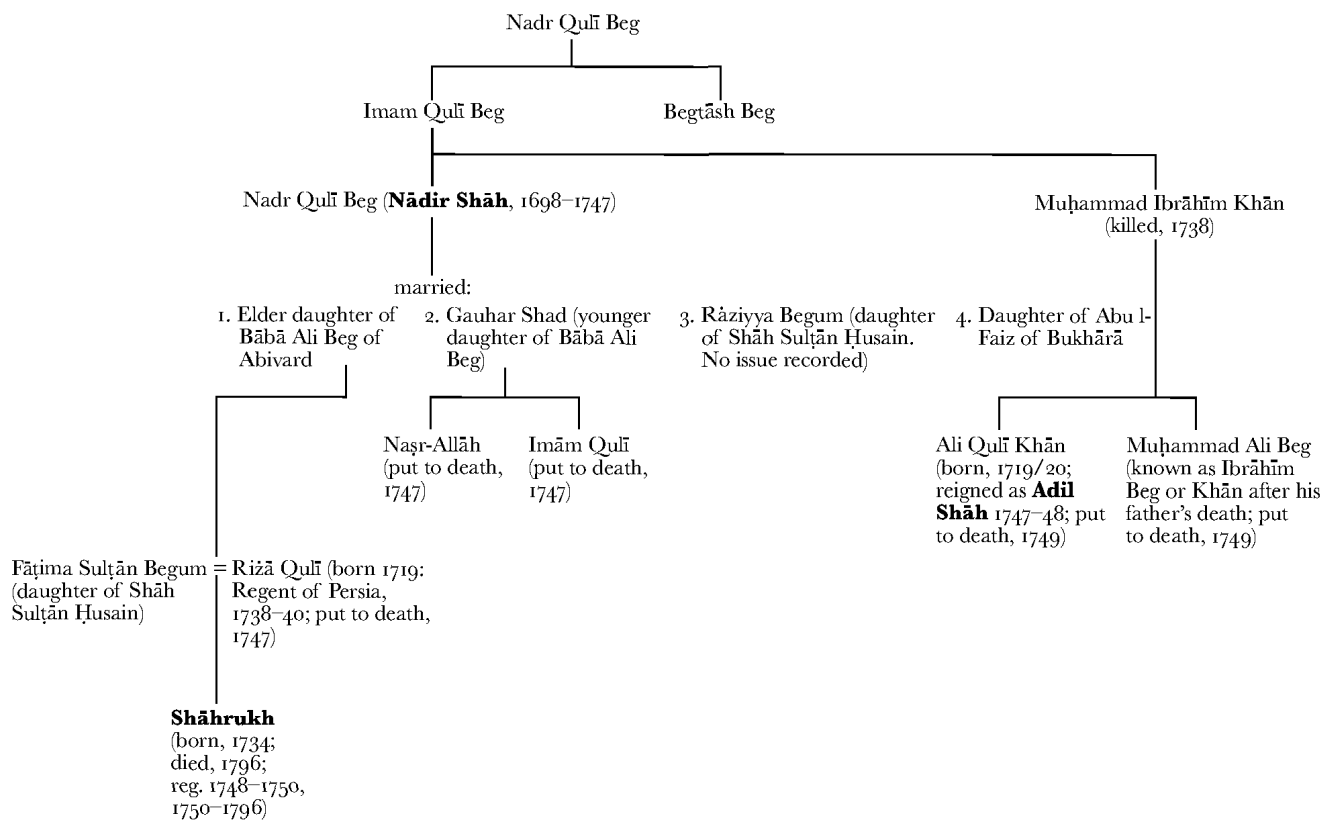 Nadr Qulī Beg
Imam Qulī Beg
Begtāsh Beg
Nadr Qulī Beg (Nādir Shāh, 1698–1747)
Muḥammad Ibrāhīm Khān
(killed, 1738)
married:
1. Elder daughter of
Bābā Ali Beg of
Abivard
2. Gauhar Shad (younger
daughter of Bābā Ali
Beg)
3. Rȧziyya Begum (daughter
of Shāh Sulṭān Ḥusain.
No issue recorded)
4. Daughter of Abu l-
Faiz of Bukhārā
Naṣr-Allāh
(put to death,
1747)
Imām Qulī
(put to death,
1747)
Ali Qulī Khān
(born, 1719/20;
reigned as Adil
Shāh 1747–48; put
to death, 1749)
Muḥammad Ali Beg
(known as Ibrāhīm
Beg or Khān after his
father's death; put
to death, 1749)
Fāṭima Sulṭān Begum =
(daughter of Shāh
Sulṭān Ḥusain)
Riżā Qulī (born 1719:
Regent of Persia,
1738–40; put to death,
1747)
Shāhrukh
(born, 1734;
died, 1796;
reg. 1748–1750,
1750–1796)